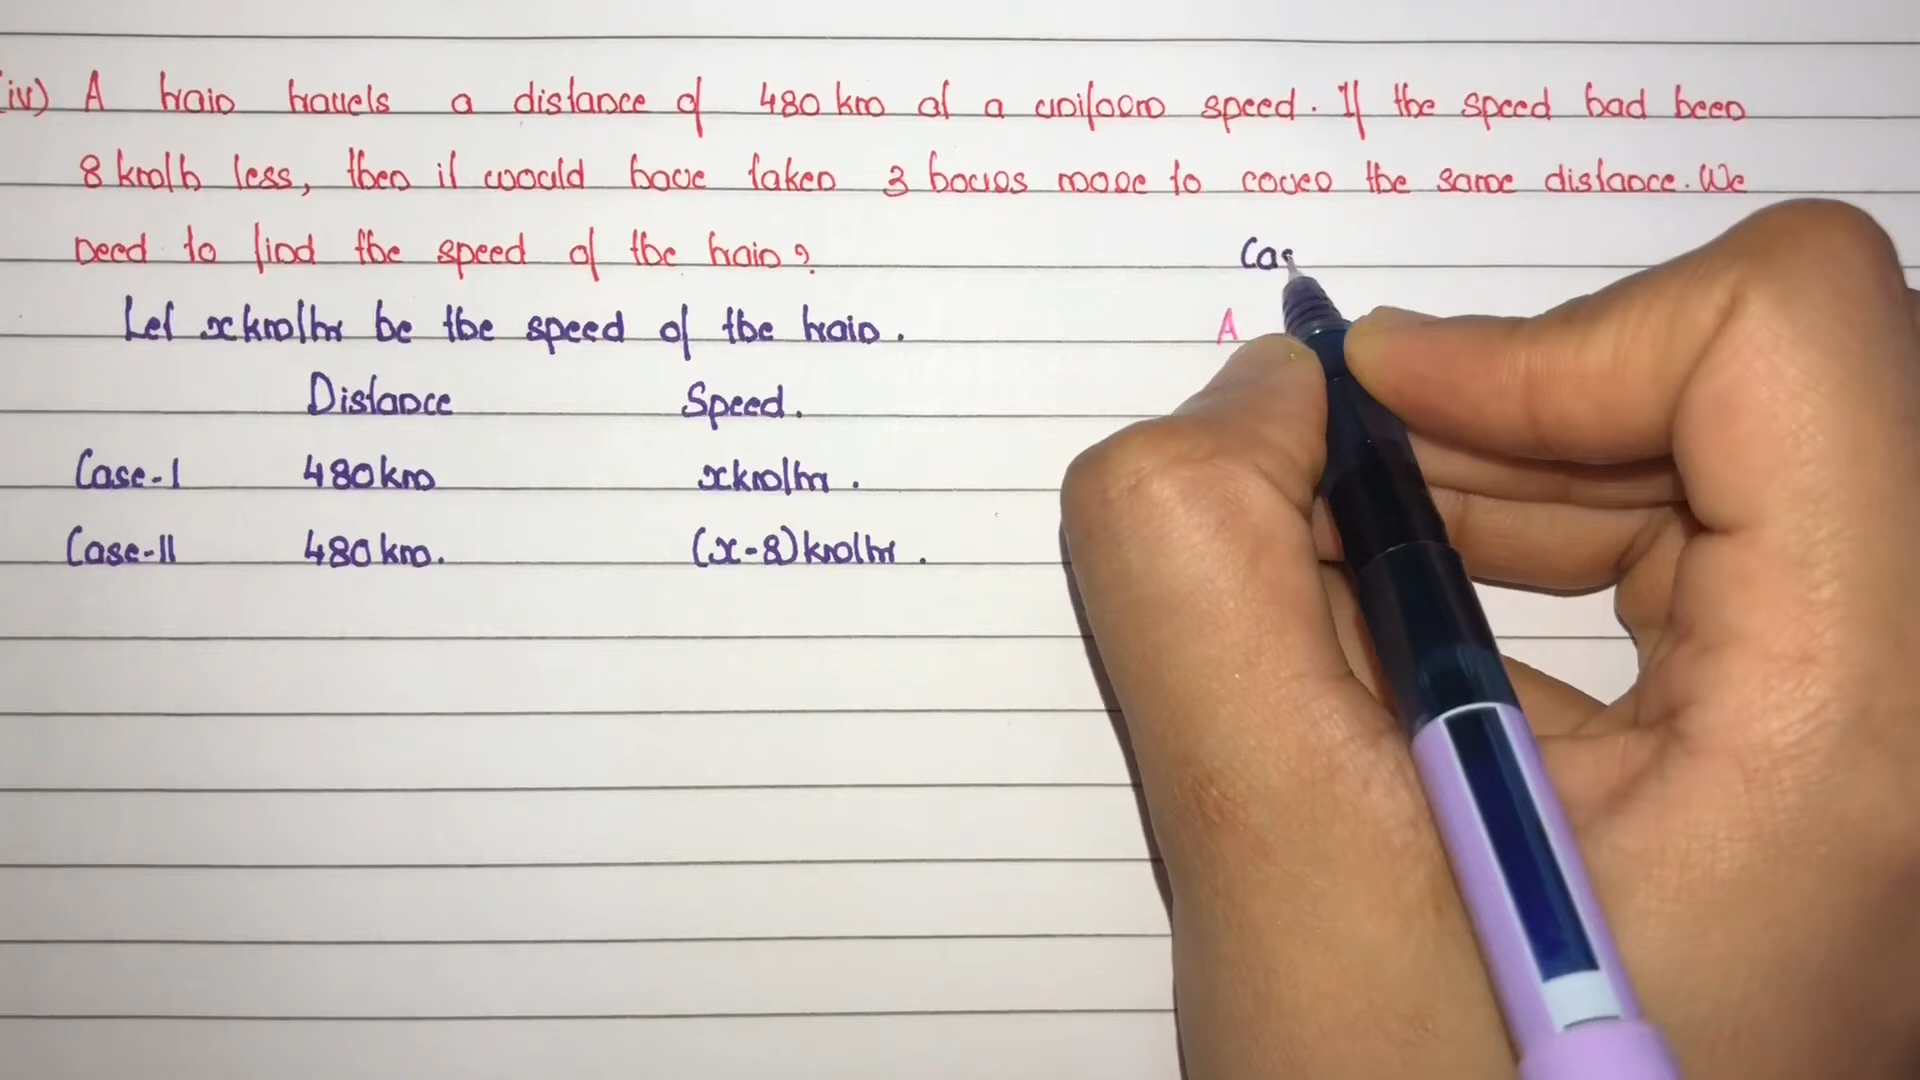 iv) A train travels a distance of 480 km at a uniform speed. If the speed had been
8 km/h less, then it would have taken 3 hours more to cover the same distance. We
need to find the speed of the train?
Cas
Let x km/hr be the speed of the train.
A
Distance Speed.
Case-I 480 km x km/hr.
Case-II 480 km. (x-8) km/hr.